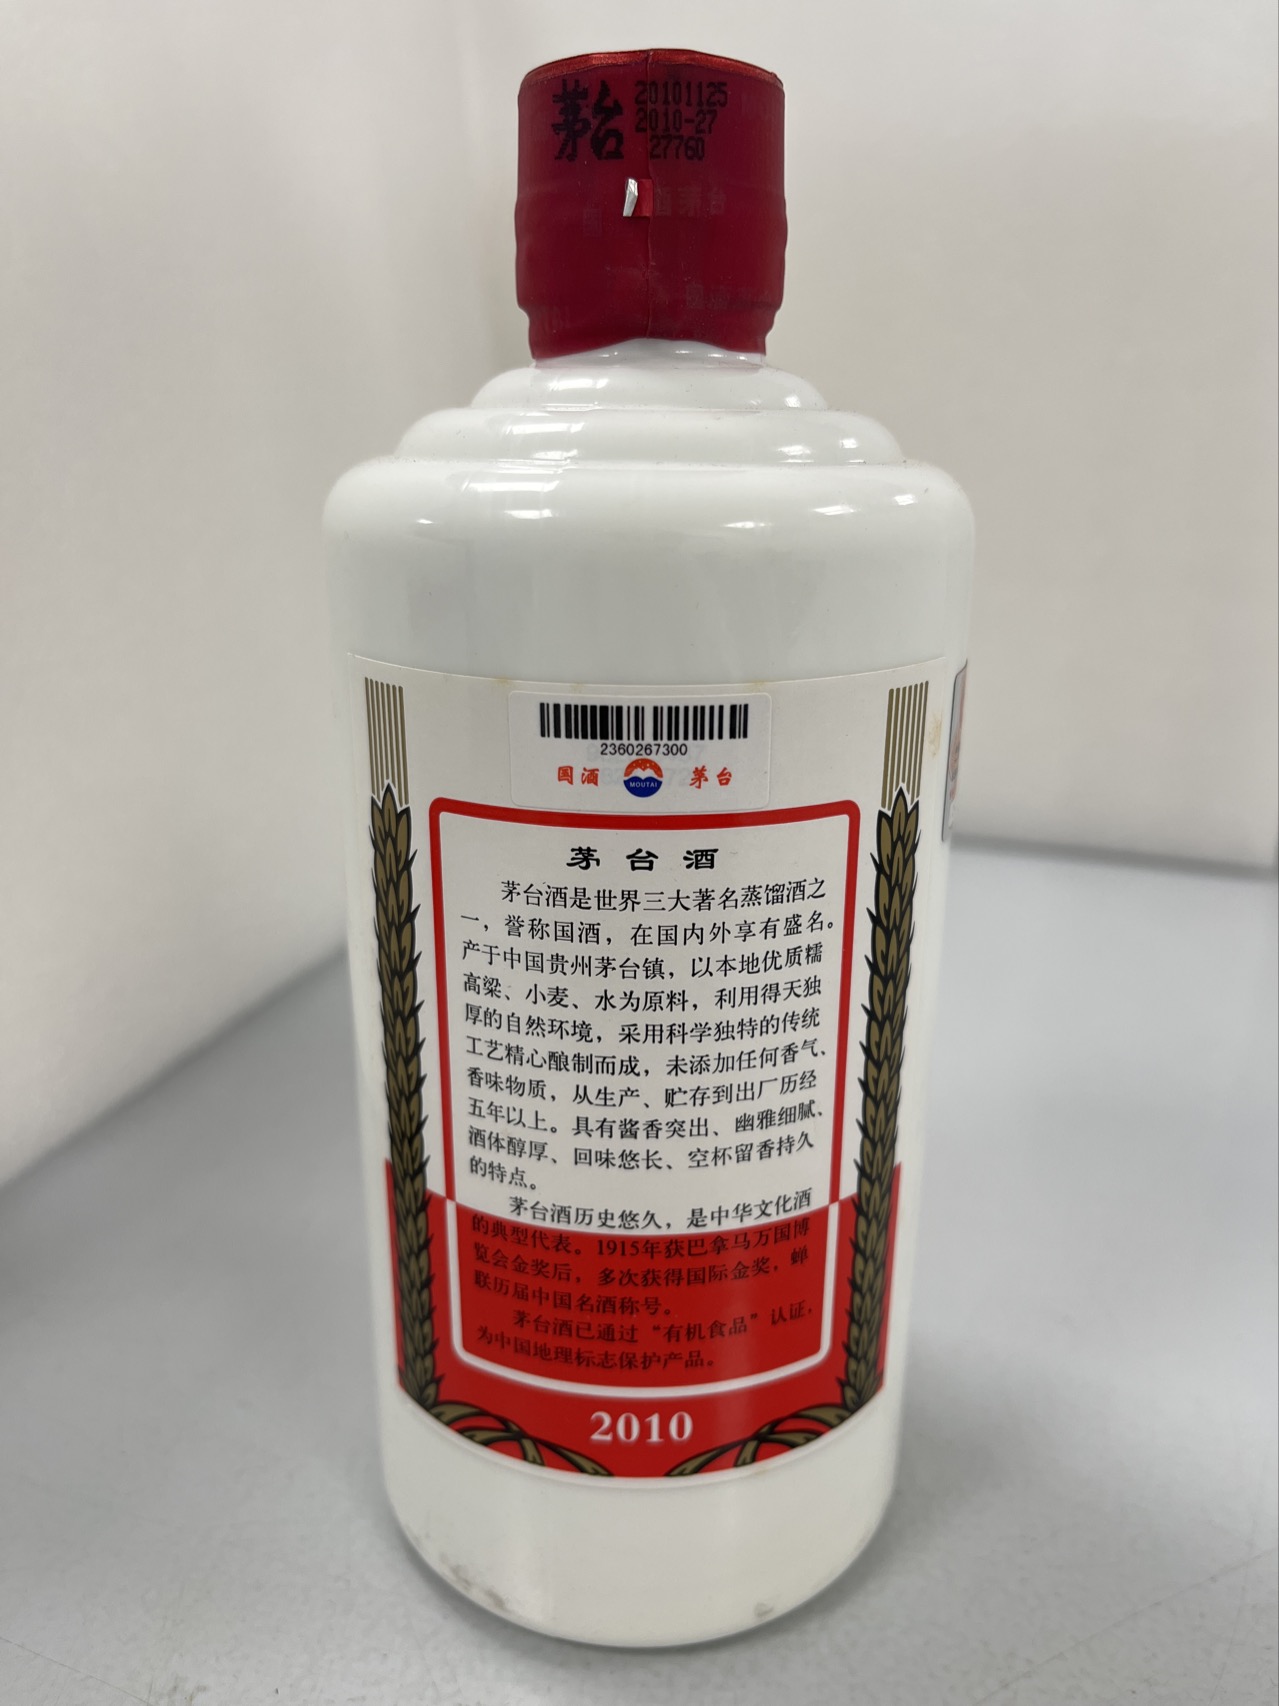 茅台
20101125
2010-27
27760
2360267300
国酒
MOUTAI
茅台
茅台酒
茅台酒是世界三大著名蒸馏酒之
一，誉称国酒，在国内外享有盛名。
产于中国贵州茅台镇，以本地优质糯
高粱、小麦、水为原料，利用得天独
厚的自然环境，采用科学独特的传统
工艺精心酿制而成，未添加任何香气、
香味物质，从生产、贮存到出厂历经
五年以上。具有酱香突出、幽雅细腻、
酒体醇厚、回味悠长、空杯留香持久
的特点。
茅台酒历史悠久，是中华文化酒
的典型代表。1915年获巴拿马万国博
览会金奖后，多次获得国际金奖，蝉
联历届中国名酒称号。
茅台酒已通过“有机食品”认证，
为中国地理标志保护产品。
2010